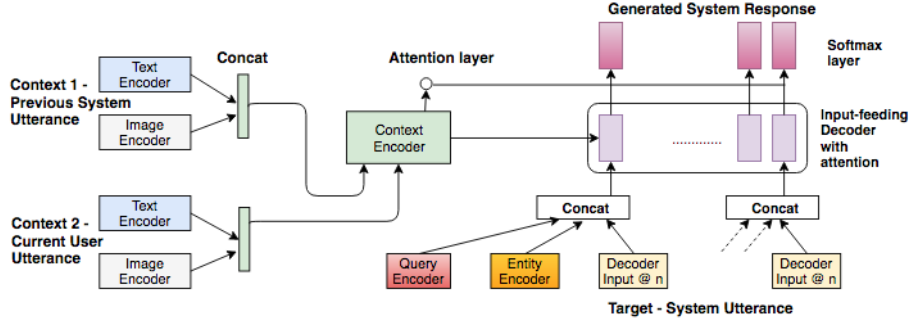 Generated System Response
Text
Encoder
Concat
Attention layer
Softmax
layer
Context 1 -
Previous System
Utterance
Image
Encoder
Context
Encoder
Input-feeding
Decoder
with
attention
Text
Encoder
Context 2 -
Current User
Utterance
Image
Encoder
Concat
Concat
Query
Encoder
Entity
Encoder
Decoder
Input @ n
Decoder
Input @ n
Target - System Utterance